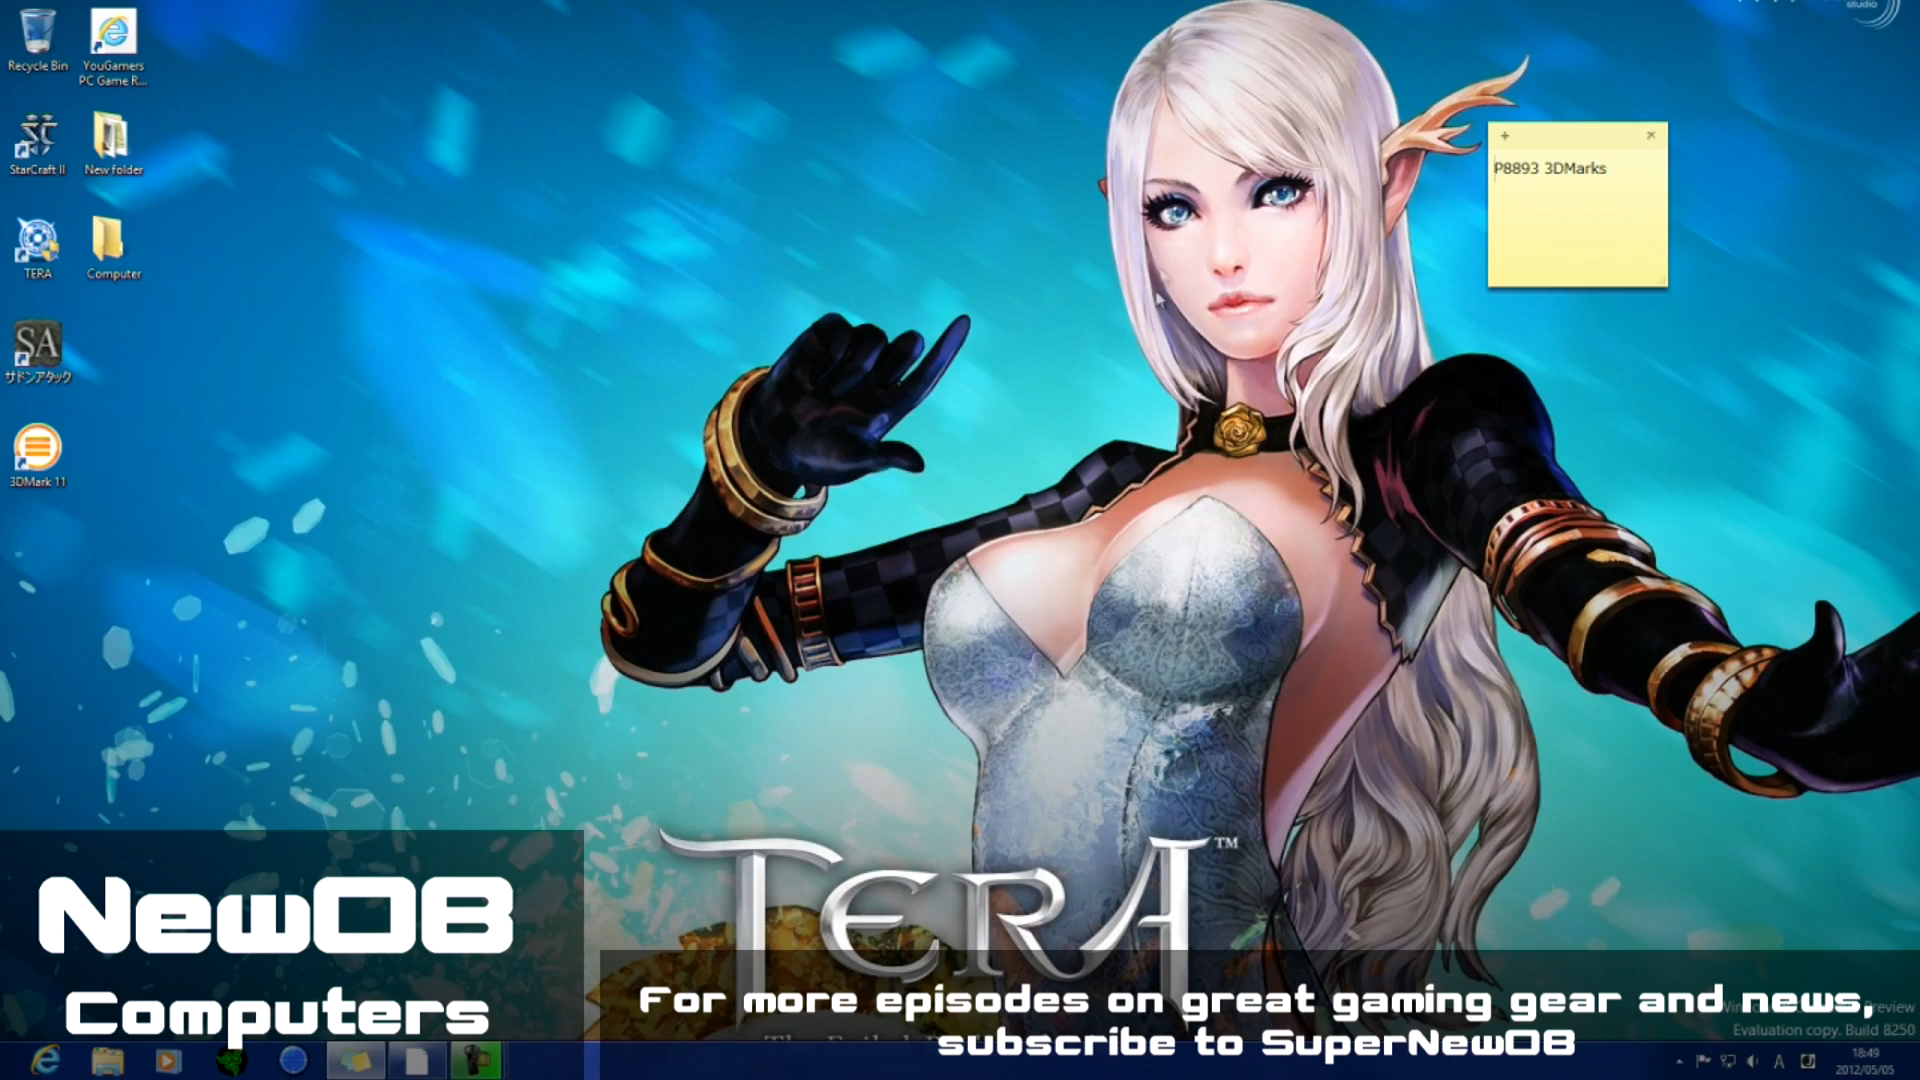 studio
Recycle Bin
YouGamers
PC Game R...
StarCraft II
New folder
P8893 3DMarks
TERA
Computer
SA
サドンアタック
3DMark 11
TERA™
NewOB
Computers
For more episodes on great gaming gear and news,
subscribe to SuperNewOB
Evaluation copy. Build 8250
A
18:49
2012/05/05